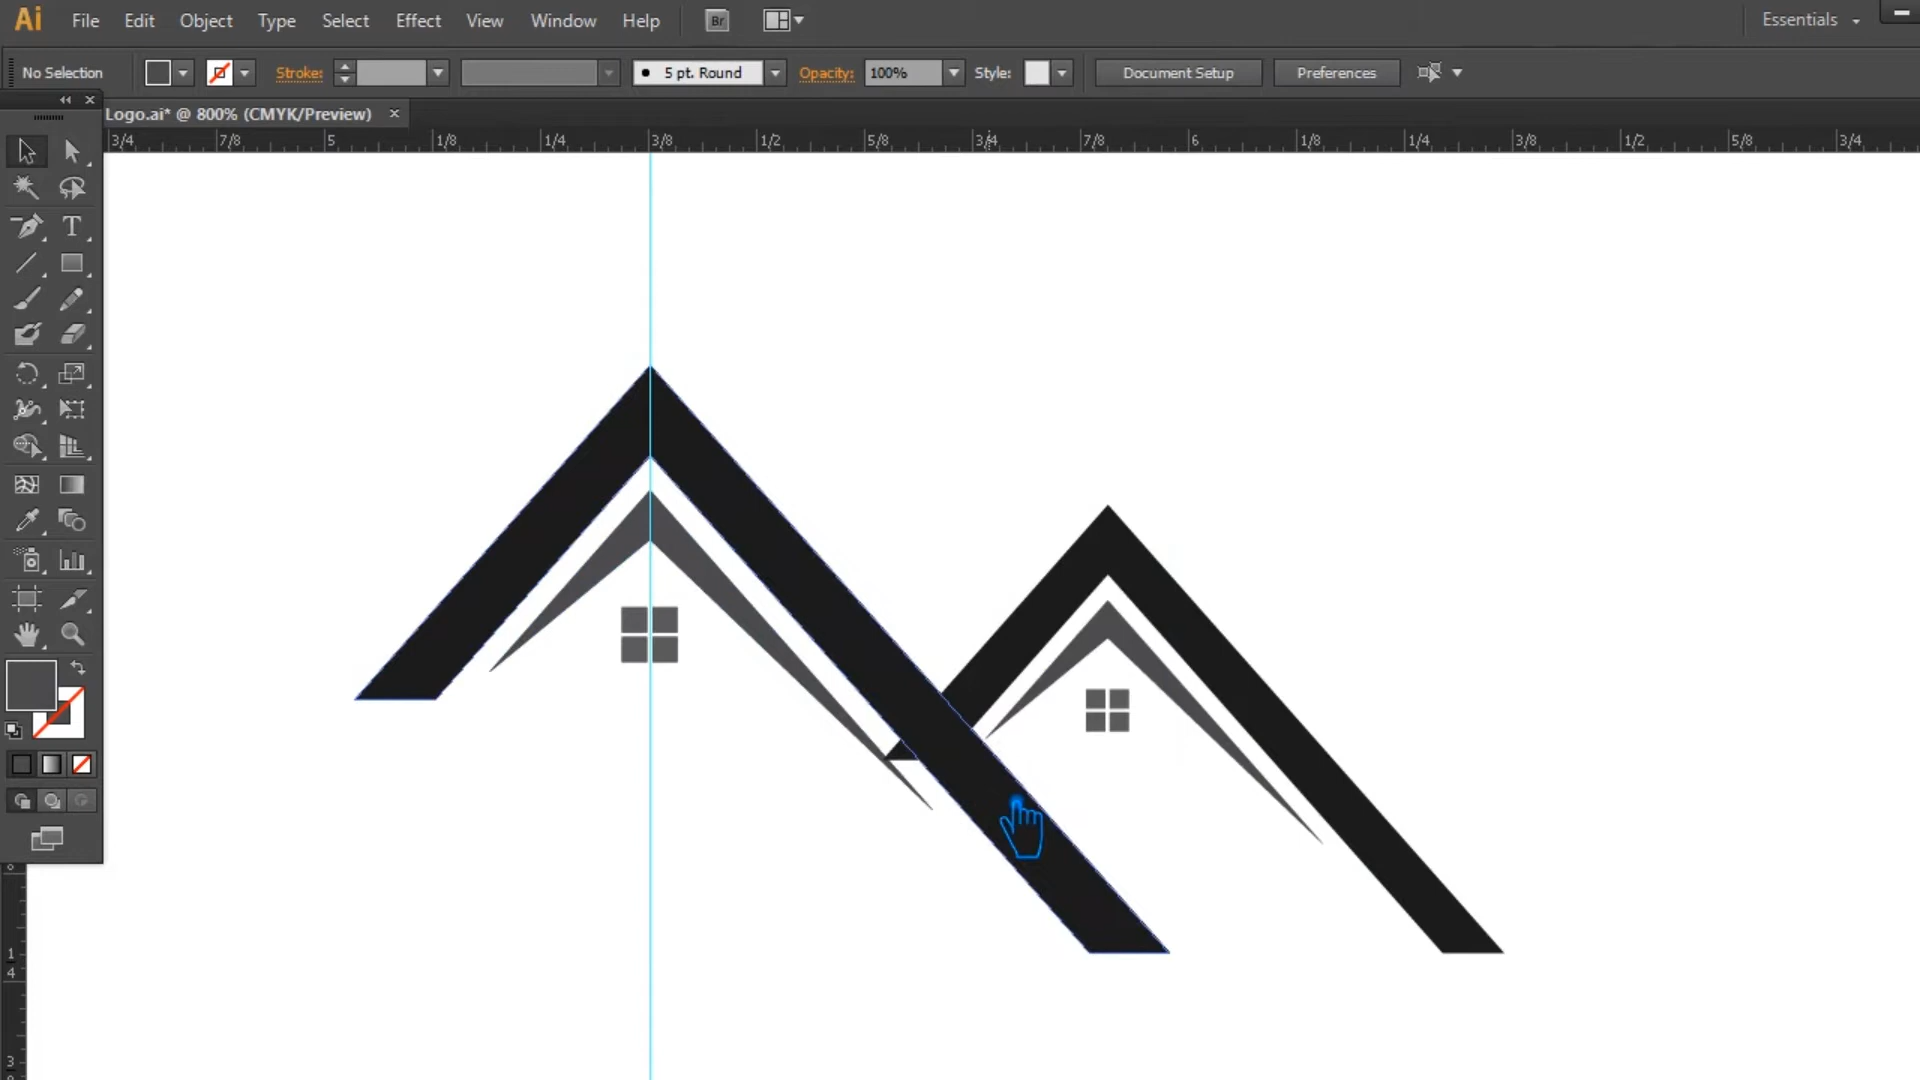 Ai File Edit Object Type Select Effect View Window Help Br Essentials
No Selection Stroke: 5 pt. Round Opacity: 100% Style: Document Setup Preferences
Logo.ai* @ 800% (CMYK/Preview)
3/4 7/8 5 1/8 1/4 3/8 1/2 5/8 3/4 7/8 6 1/8 1/4 3/8 1/2 5/8 3/4
T
1
4
3